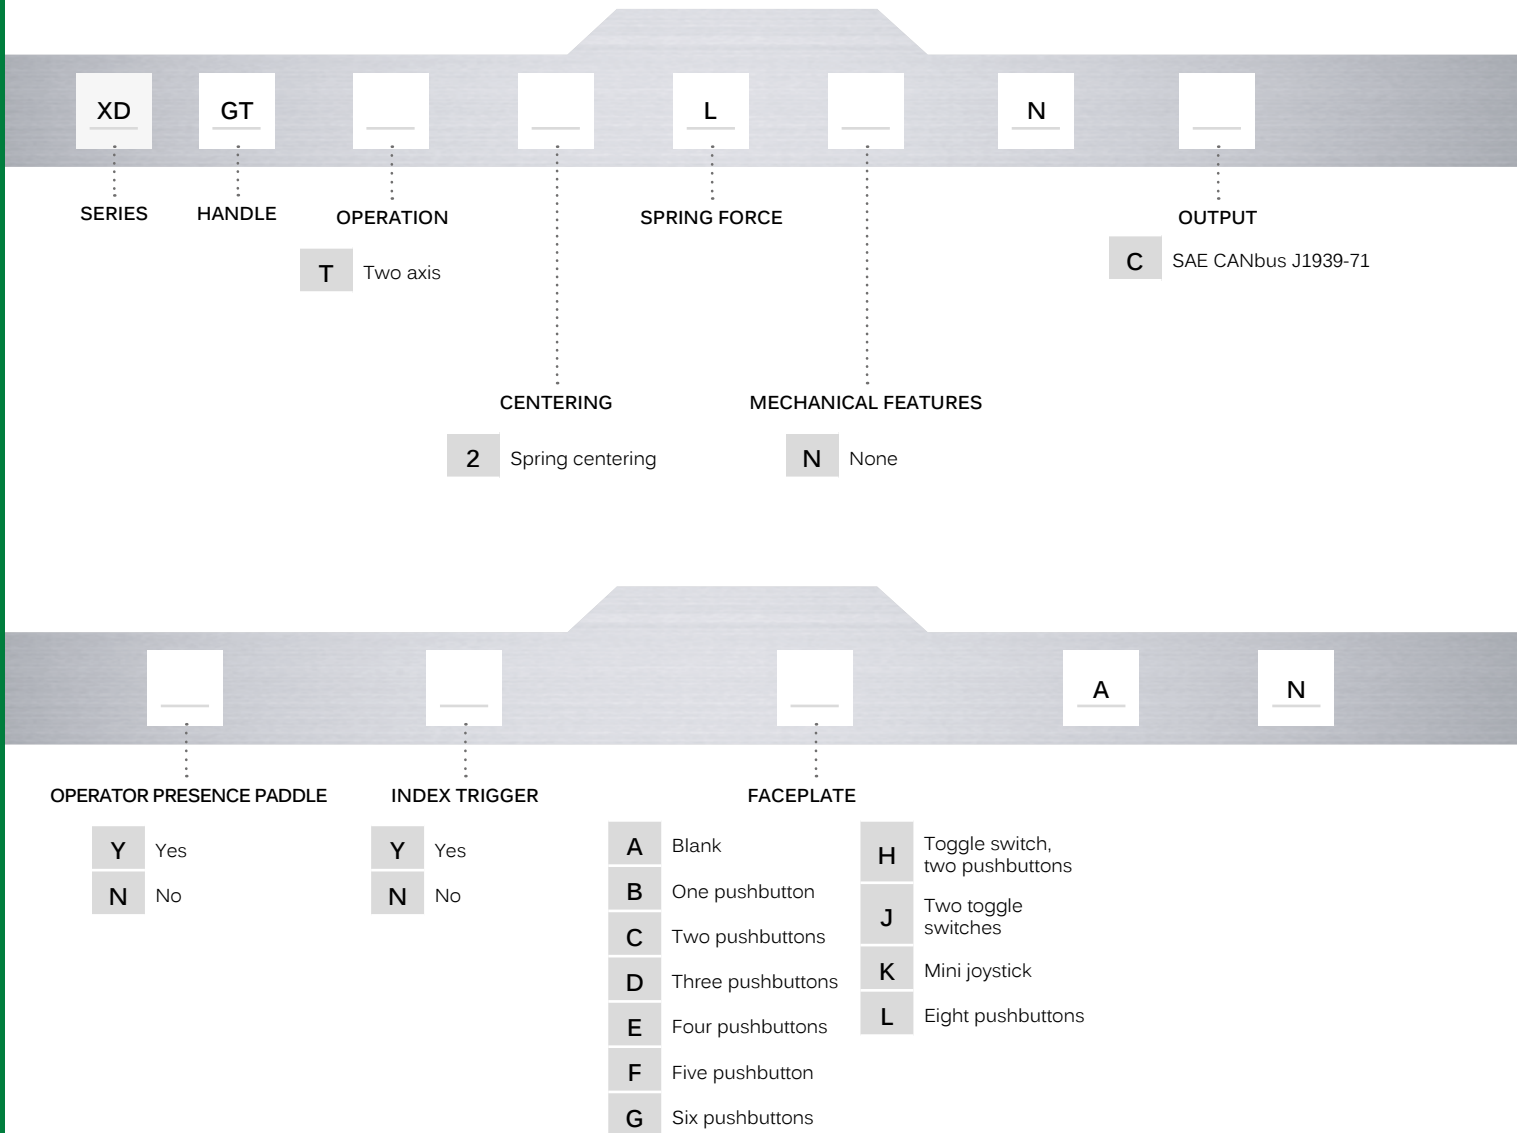 XD GT L N
SERIES HANDLE OPERATION SPRING FORCE OUTPUT
T Two axis
C SAE CANbus J1939-71
CENTERING MECHANICAL FEATURES
2 Spring centering
N None
A N
OPERATOR PRESENCE PADDLE INDEX TRIGGER FACEPLATE
Y Yes
N No
Y Yes
N No
A Blank
B One pushbutton
C Two pushbuttons
D Three pushbuttons
E Four pushbuttons
F Five pushbutton
G Six pushbuttons
H Toggle switch,
two pushbuttons
J Two toggle
switches
K Mini joystick
L Eight pushbuttons